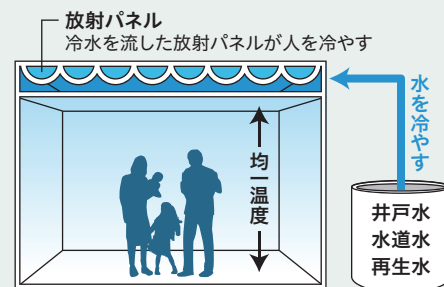 放射パネル
冷水を流した放射パネルが人を冷やす
水を冷やす
均一温度
井戸水
水道水
再生水